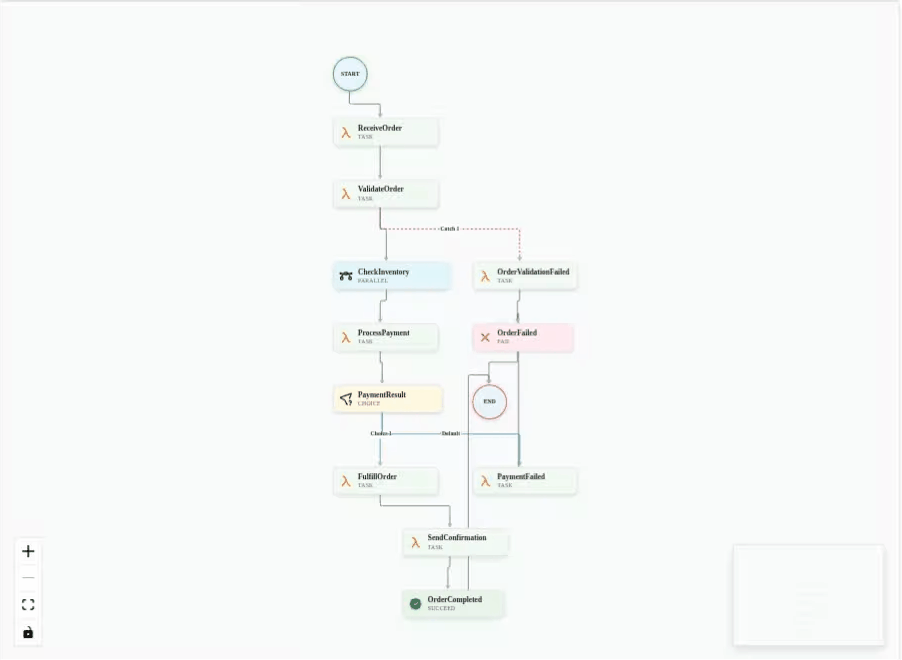 START
ReceiveOrder
TASK
ValidateOrder
TASK
Catch 1
CheckInventory
PARALLEL
OrderValidationFailed
TASK
ProcessPayment
TASK
OrderFailed
FAIL
PaymentResult
CHOICE
END
Choice 1
Default
FulfillOrder
TASK
PaymentFailed
TASK
SendConfirmation
TASK
OrderCompleted
SUCCEED